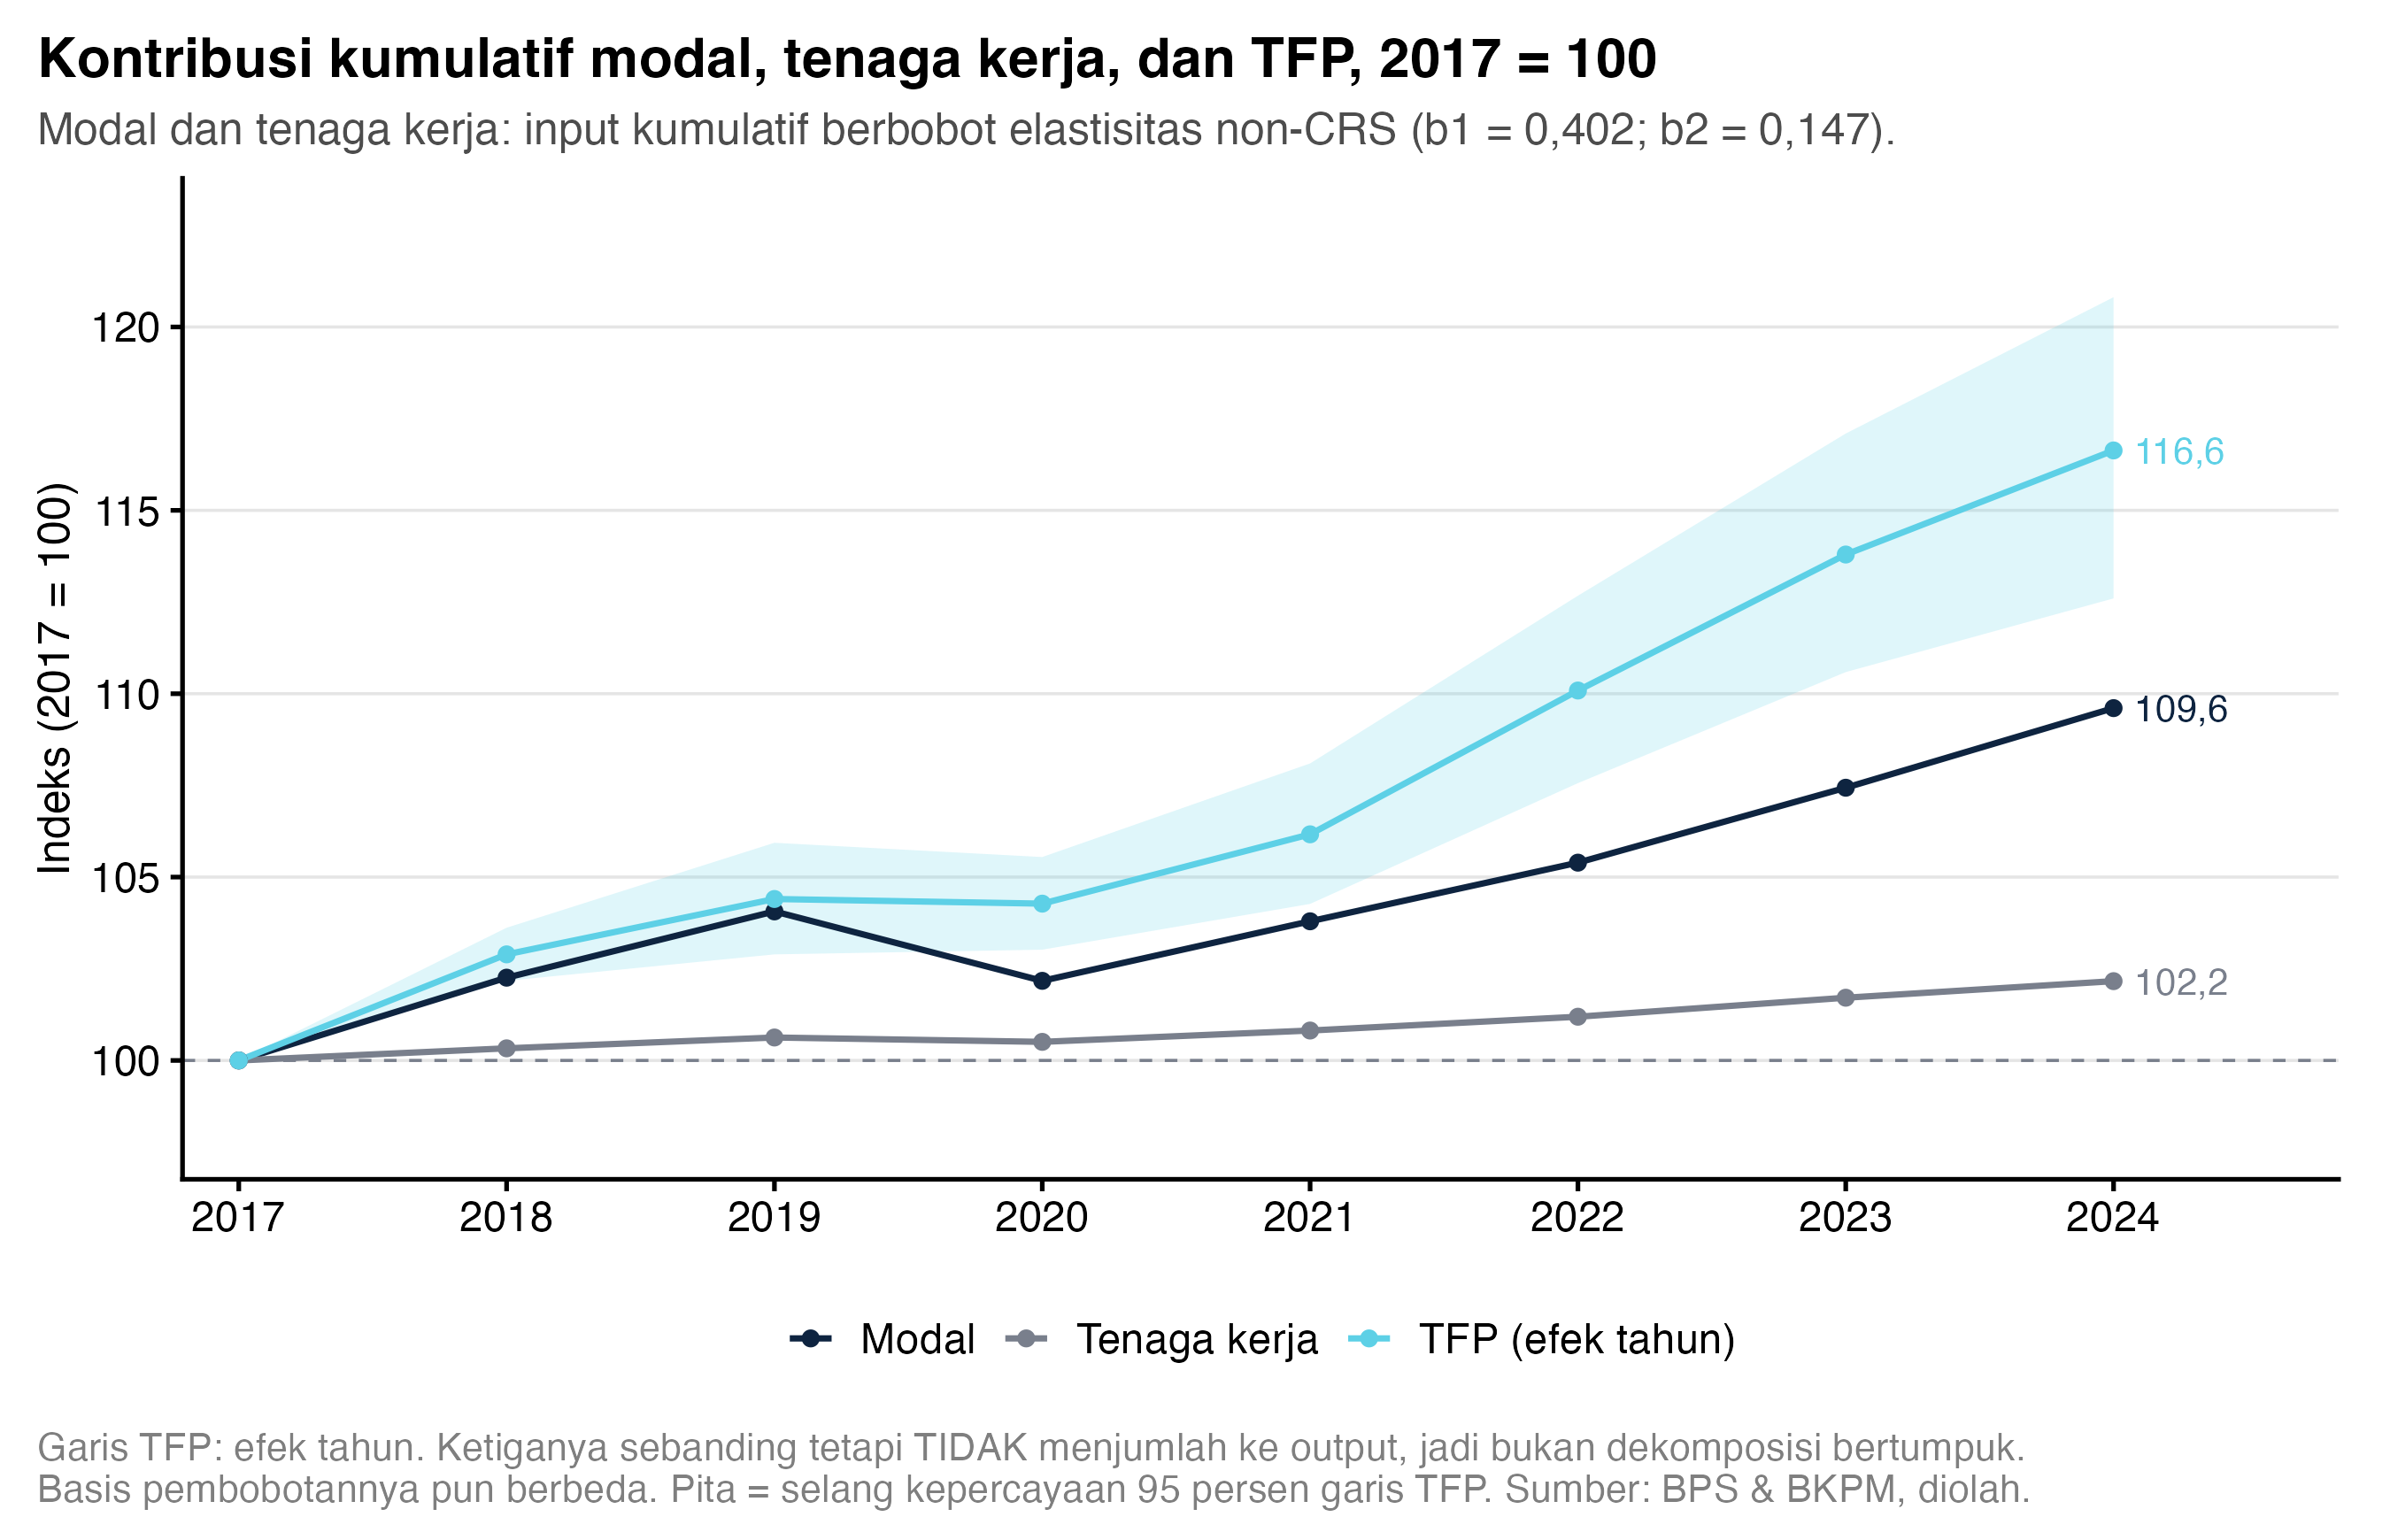 Kontribusi kumulatif modal, tenaga kerja, dan TFP, 2017 = 100
Modal dan tenaga kerja: input kumulatif berbobot elastisitas non-CRS (b1 = 0,402; b2 = 0,147).
Indeks (2017 = 100)
120
115
110
105
100
116,6
109,6
102,2
2017 2018 2019 2020 2021 2022 2023 2024
Modal Tenaga kerja TFP (efek tahun)
Garis TFP: efek tahun. Ketiganya sebanding tetapi TIDAK menjumlah ke output, jadi bukan dekomposisi bertumpuk.
Basis pembobotannya pun berbeda. Pita = selang kepercayaan 95 persen garis TFP. Sumber: BPS & BKPM, diolah.